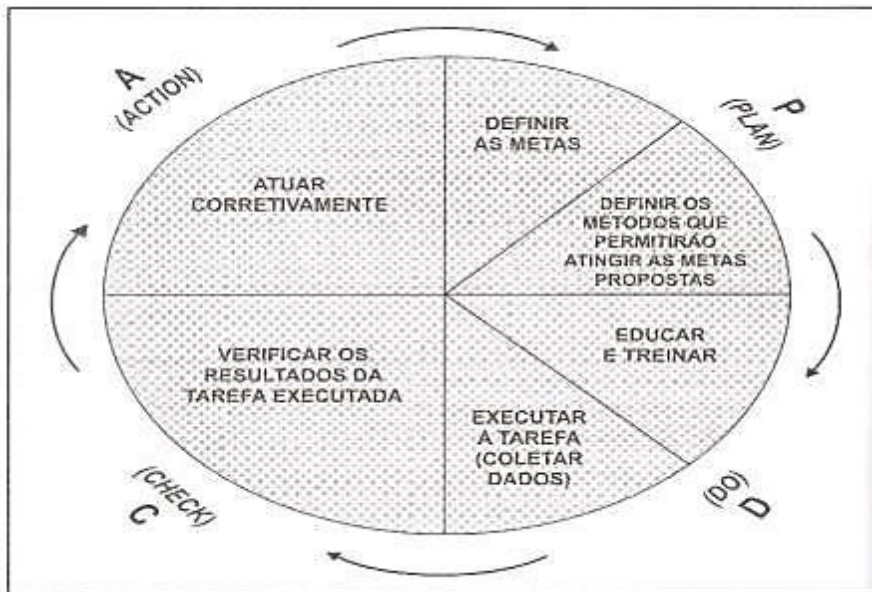 A
(ACTION)
P
(PLAN)
DEFINIR
AS METAS
DEFINIR OS
MÉTODOS QUE
PERMITIRÃO
ATINGIR AS METAS
PROPOSTAS
ATUAR
CORRETIVAMENTE
EDUCAR
E TREINAR
VERIFICAR OS
RESULTADOS DA
TAREFA EXECUTADA
EXECUTAR
A TAREFA
(COLETAR
DADOS)
(CHECK)
C
(DO)
D